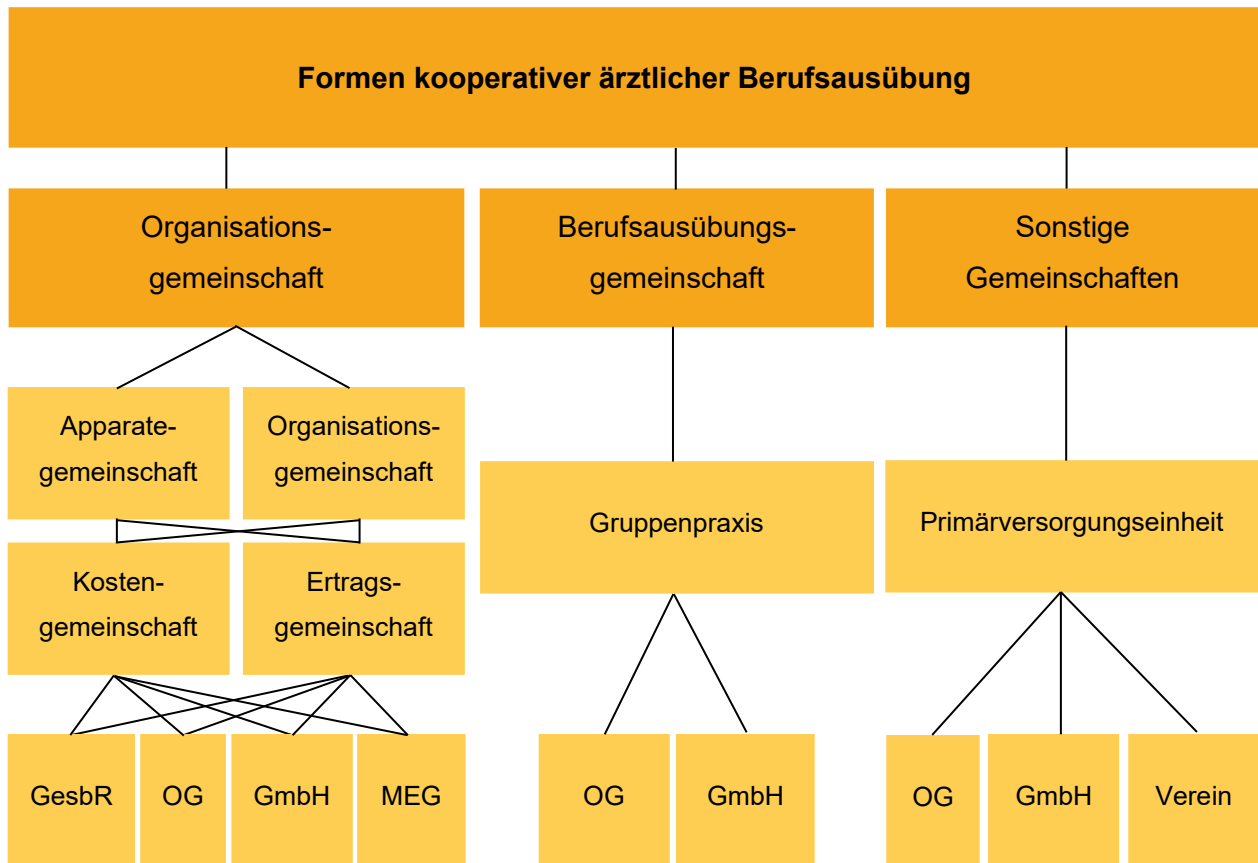 Formen kooperativer ärztlicher Berufsausübung
Organisations-
gemeinschaft
Berufsausübungs-
gemeinschaft
Sonstige
Gemeinschaften
Apparate-
gemeinschaft
Organisations-
gemeinschaft
Gruppenpraxis
Primärversorgungseinheit
Kosten-
gemeinschaft
Ertrags-
gemeinschaft
GesbR
OG
GmbH
MEG
OG
GmbH
OG
GmbH
Verein